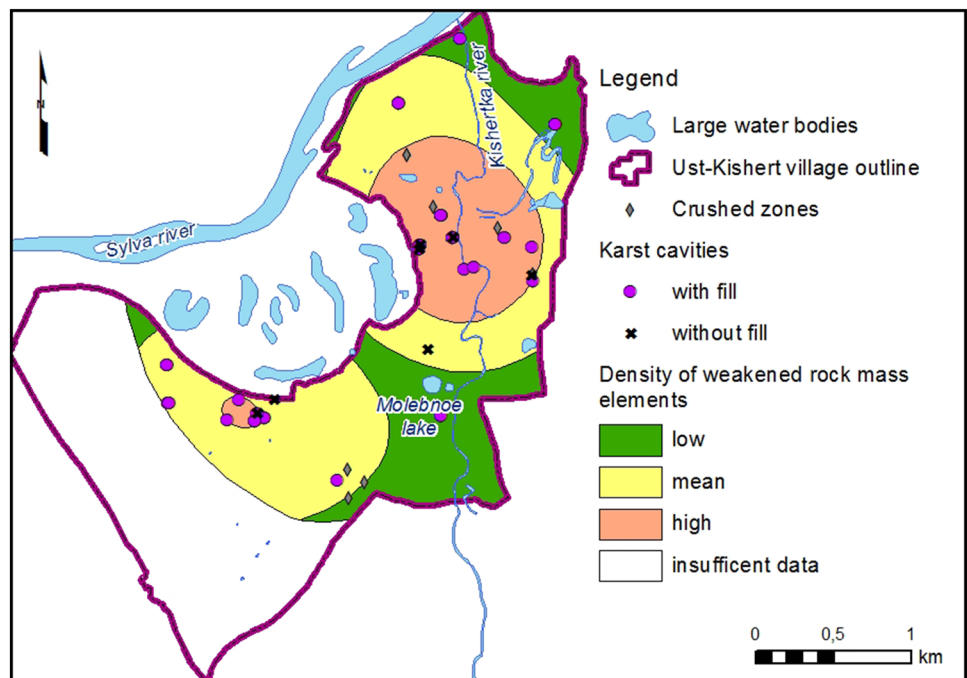 N
Kishertka river
Sylva river
Molebnoe
lake
Legend
Large water bodies
Ust-Kishert village outline
Crushed zones
Karst cavities
with fill
without fill
Density of weakened rock mass
elements
low
mean
high
insufficent data
0 0,5 1
km